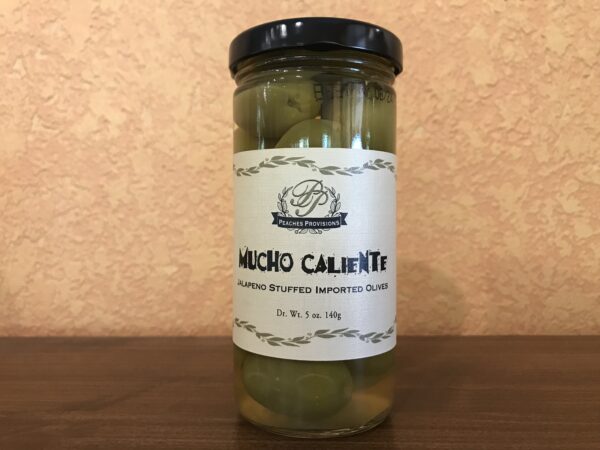 PP
PEACHES PROVISIONS
MUCHO CALIENTE
JALAPENO STUFFED IMPORTED OLIVES
Dr. Wt. 5 oz. 140g